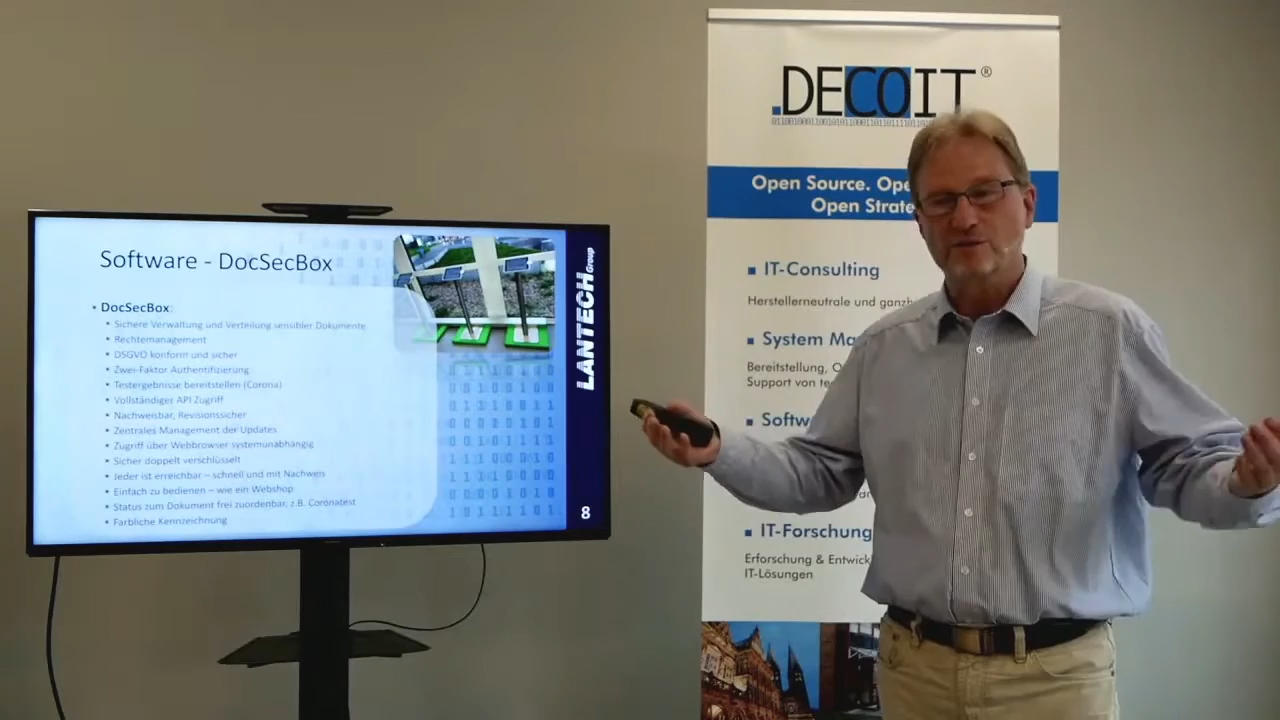 Software - DocSecBox
• DocSecBox:
▪ Sichere Verwaltung und Verteilung sensibler Dokumente
▪ Rechtemanagement
▪ DSGVO konform und sicher
▪ Zwei-Faktor Authentifizierung
▪ Testergebnisse bereitstellen (Corona)
▪ Vollständiger API Zugriff
▪ Nachweisbar, Revisionssicher
▪ Zentrales Management der Updates
▪ Zugriff über Webbrowser systemunabhängig
▪ Sicher doppelt verschlüsselt
▪ Jeder ist erreichbar – schnell und mit Nachweis
▪ Einfach zu bedienen – wie ein Webshop
▪ Status zum Dokument frei zuordenbar, z.B. Coronatest
▪ Farbliche Kennzeichnung
LANTECH Group
8
.DECOIT®
Open Source. Ope
Open Strate
▪ IT-Consulting
Herstellerneutrale und ganzh
▪ System Ma
Bereitstellung, O
Support von te
▪ Softw
▪ IT-Forschung
Erforschung & Entwick
IT-Lösungen